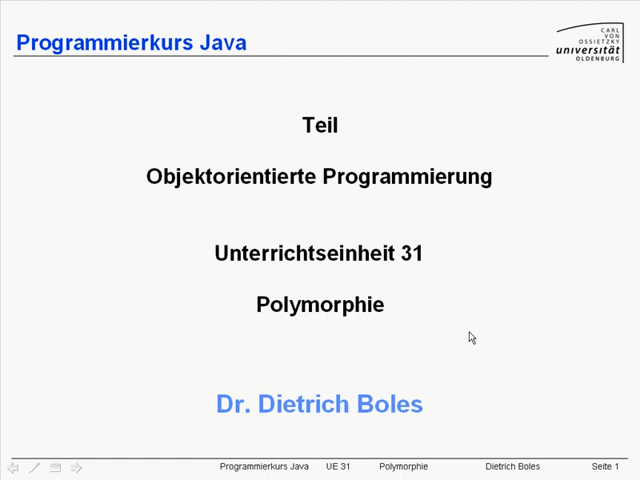 Programmierkurs Java
CARL
VON
OSSIETZKY
universität
OLDENBURG
Teil
Objektorientierte Programmierung
Unterrichtseinheit 31
Polymorphie
Dr. Dietrich Boles
Programmierkurs Java UE 31 Polymorphie Dietrich Boles Seite 1